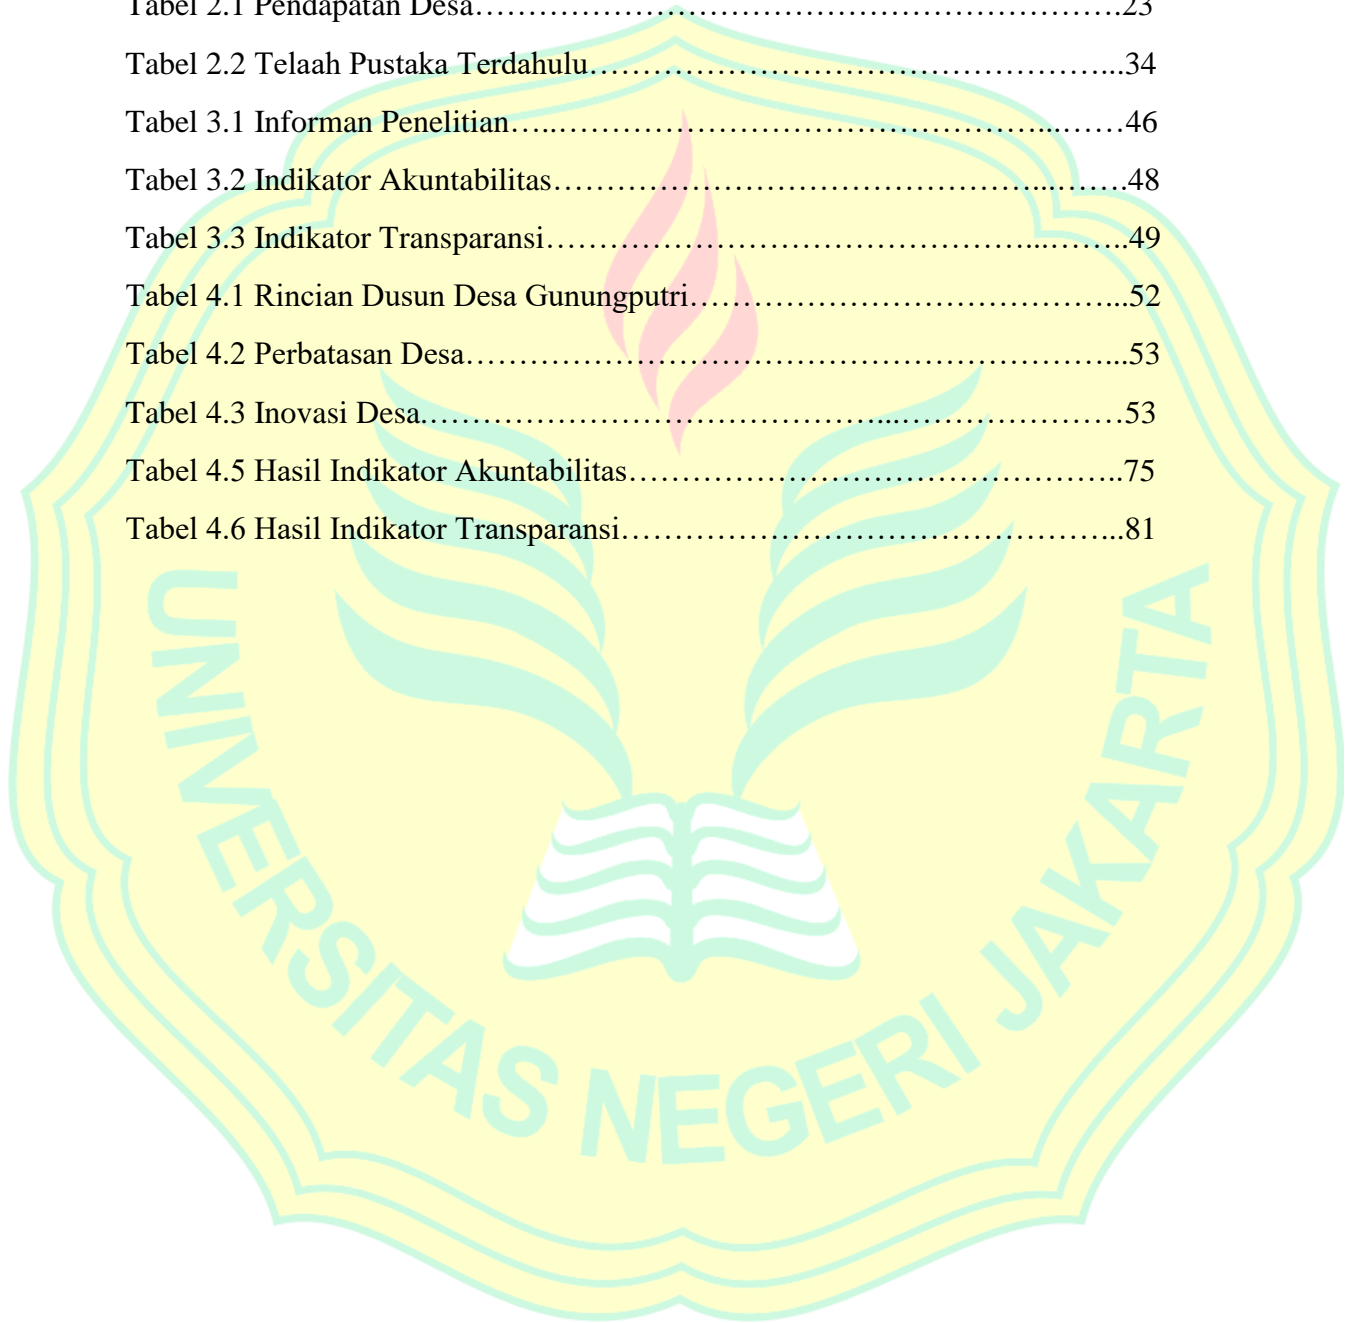 Tabel 2.1 Pendapatan Desa…………………………………………………………….23
Tabel 2.2 Telaah Pustaka Terdahulu………………………………………………...34
Tabel 3.1 Informan Penelitian…..…………………………………………...……46
Tabel 3.2 Indikator Akuntabilitas……………………………………………...…….48
Tabel 3.3 Indikator Transparansi……………………………………………...……..49
Tabel 4.1 Rincian Dusun Desa Gunungputri……………………………………...52
Tabel 4.2 Perbatasan Desa…………………………………………………………...53
Tabel 4.3 Inovasi Desa.…………………………………………...……………………53
Tabel 4.5 Hasil Indikator Akuntabilitas……………………………………………..75
Tabel 4.6 Hasil Indikator Transparansi……………………………………………...81
UNIVERSITAS NEGERI JAKARTA